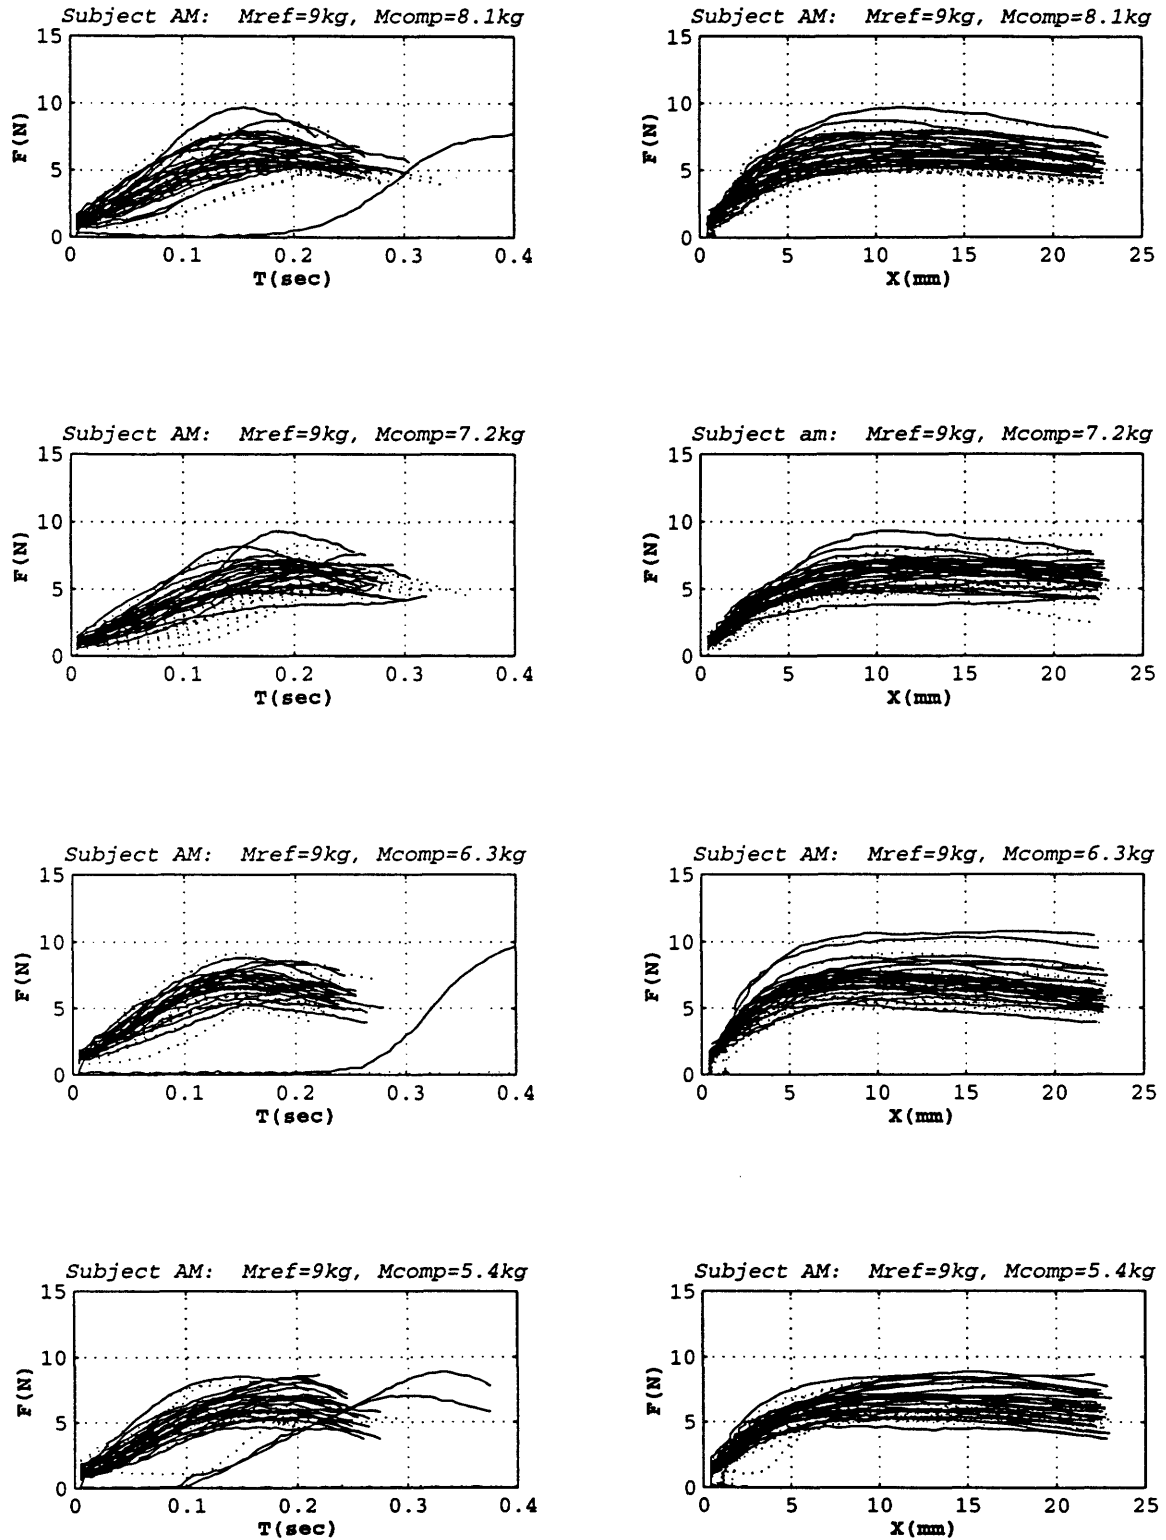 Subject AM: Mref=9kg, Mcomp=8.1kg
15
10
5
0
F(N)
0 0.1 0.2 0.3 0.4
T(sec)
Subject AM: Mref=9kg, Mcomp=8.1kg
15
10
5
0
F(N)
0 5 10 15 20 25
X(mm)
Subject AM: Mref=9kg, Mcomp=7.2kg
15
10
5
0
F(N)
0 0.1 0.2 0.3 0.4
T(sec)
Subject am: Mref=9kg, Mcomp=7.2kg
15
10
5
0
F(N)
0 5 10 15 20 25
X(mm)
Subject AM: Mref=9kg, Mcomp=6.3kg
15
10
5
0
F(N)
0 0.1 0.2 0.3 0.4
T(sec)
Subject AM: Mref=9kg, Mcomp=6.3kg
15
10
5
0
F(N)
0 5 10 15 20 25
X(mm)
Subject AM: Mref=9kg, Mcomp=5.4kg
15
10
5
0
F(N)
0 0.1 0.2 0.3 0.4
T(sec)
Subject AM: Mref=9kg, Mcomp=5.4kg
15
10
5
0
F(N)
0 5 10 15 20 25
X(mm)